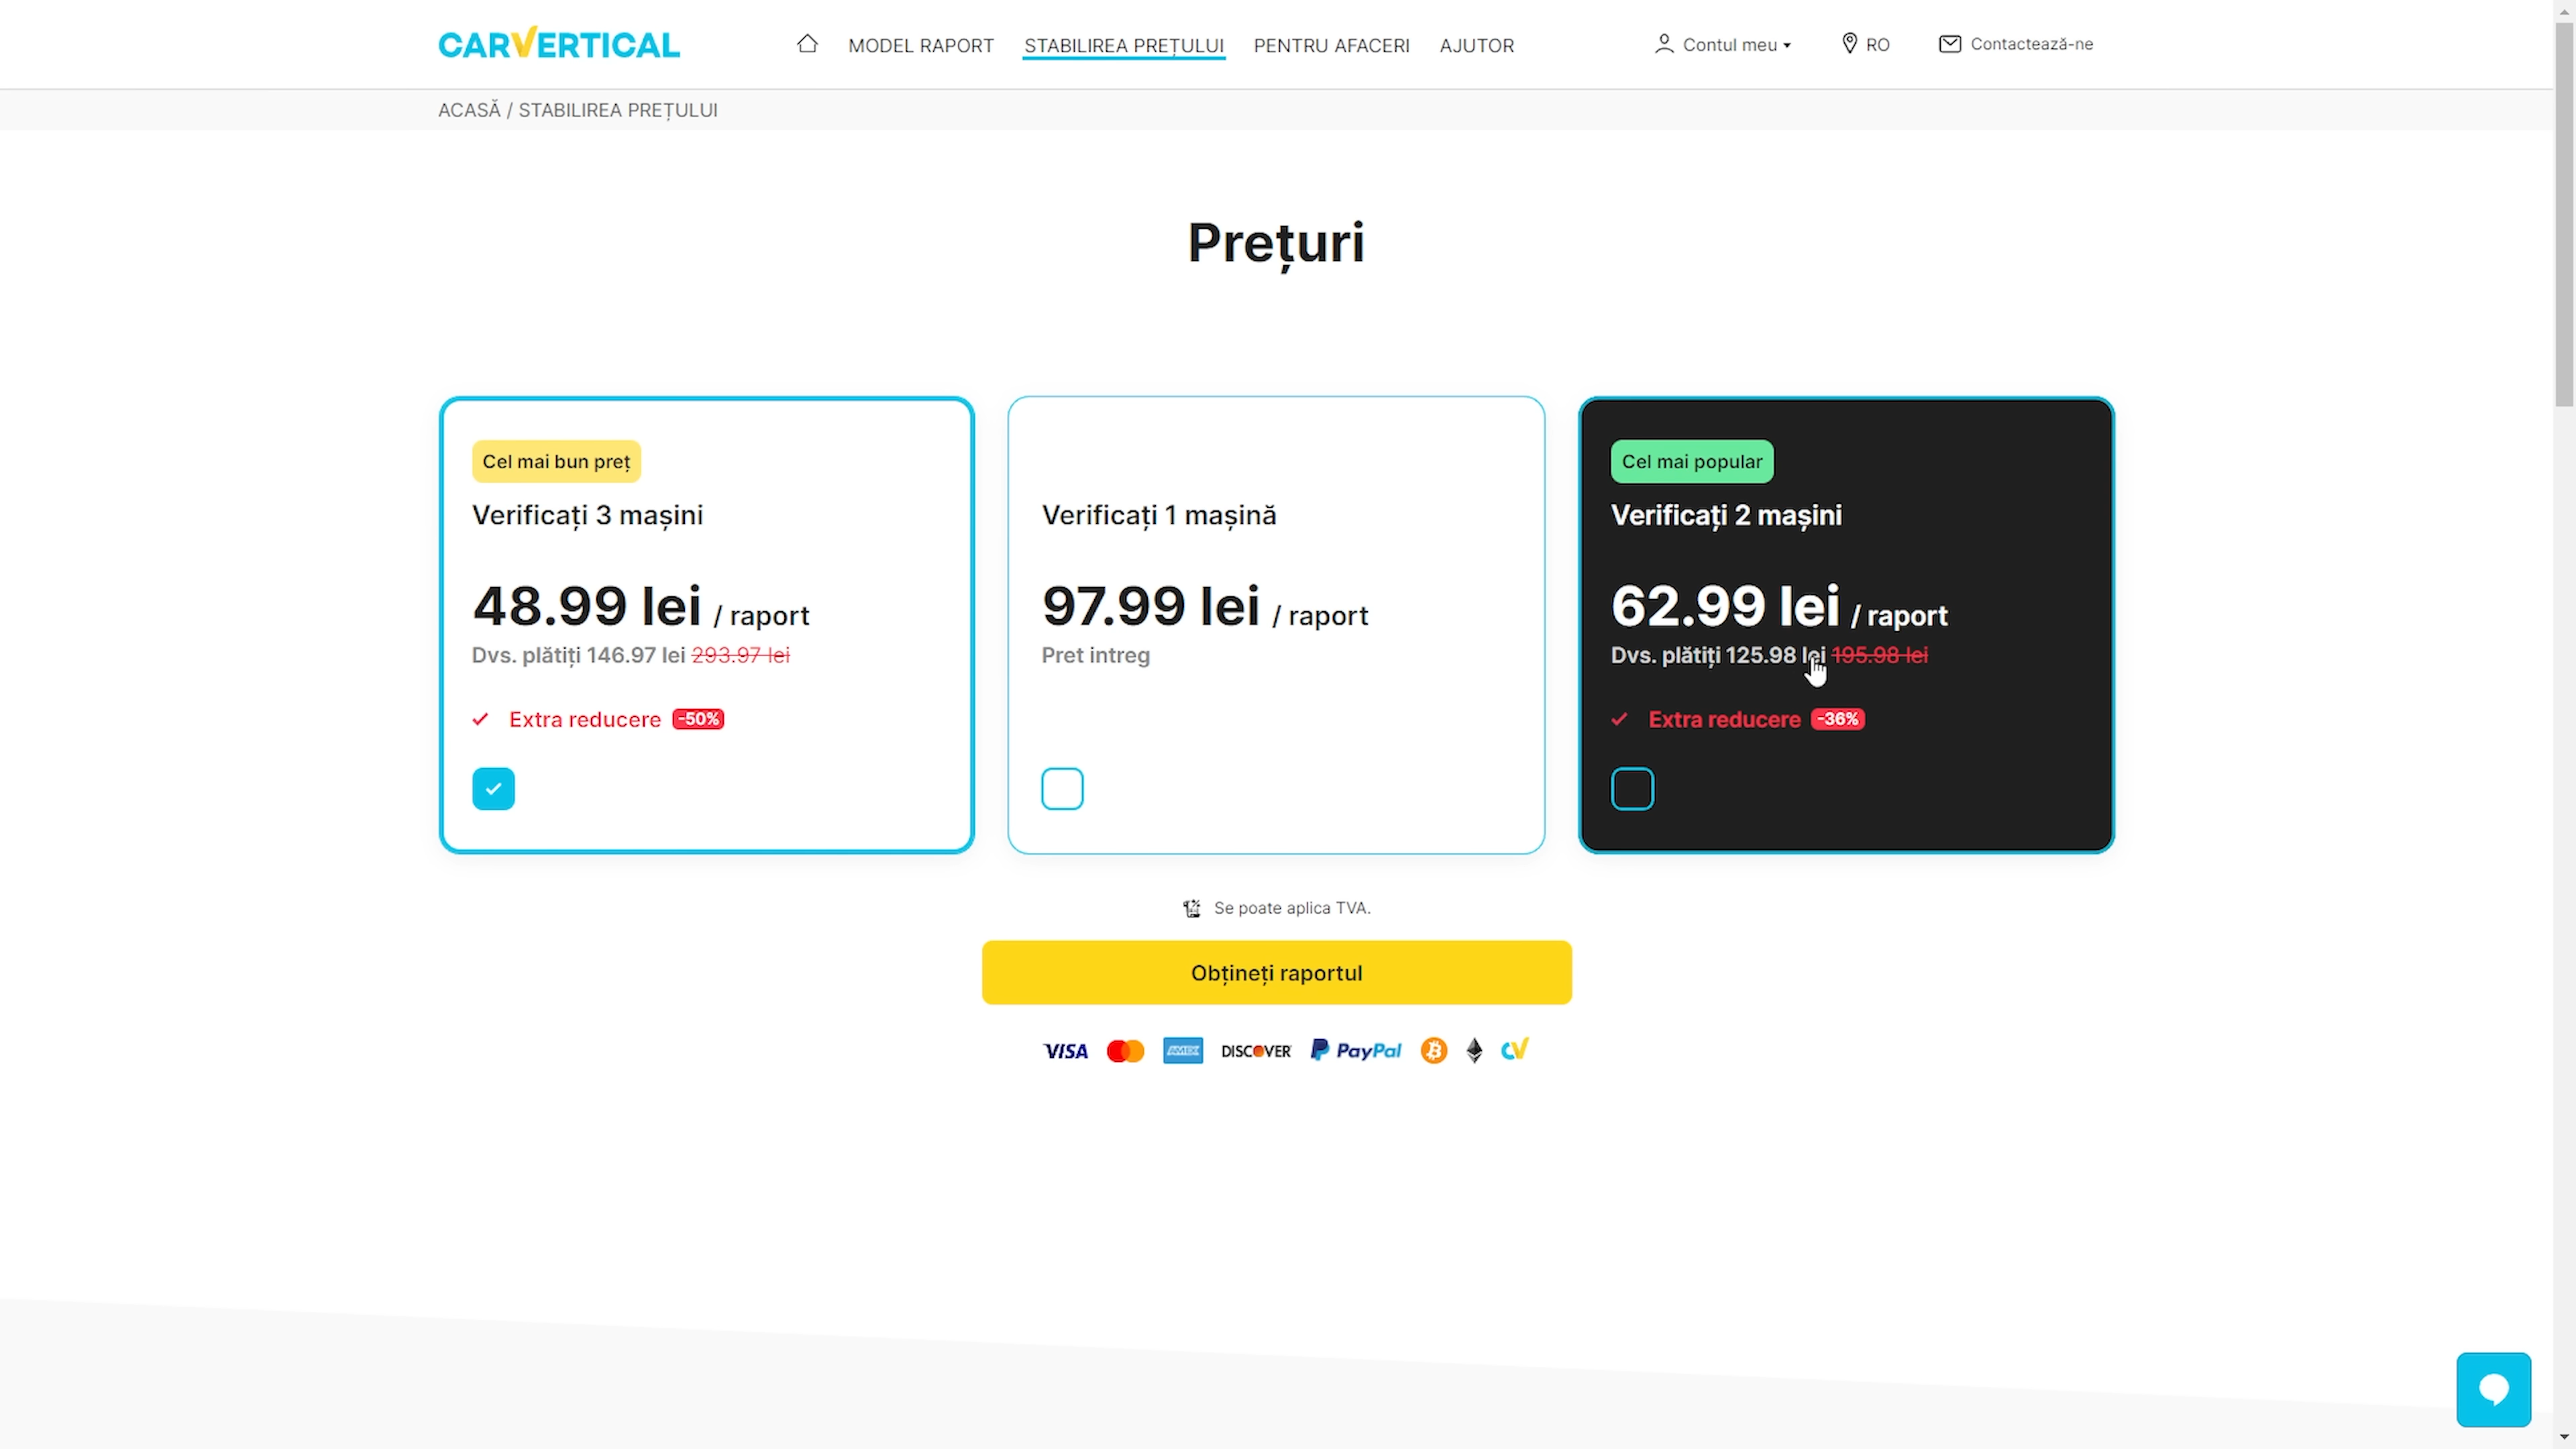 CARVERTICAL
MODEL RAPORT
STABILIREA PREȚULUI
PENTRU AFACERI
AJUTOR
Contul meu
RO
Contactează-ne
ACASĂ / STABILIREA PREȚULUI
Prețuri
Cel mai bun preț
Verificați 3 mașini
48.99 lei / raport
Dvs. plătiți 146.97 lei 293.97 lei
Extra reducere -50%
Verificați 1 mașină
97.99 lei / raport
Pret intreg
Cel mai popular
Verificați 2 mașini
62.99 lei / raport
Dvs. plătiți 125.98 lei 195.98 lei
Extra reducere -36%
Se poate aplica TVA.
Obțineți raportul
VISA
AMEX
DISCOVER
PayPal
CV